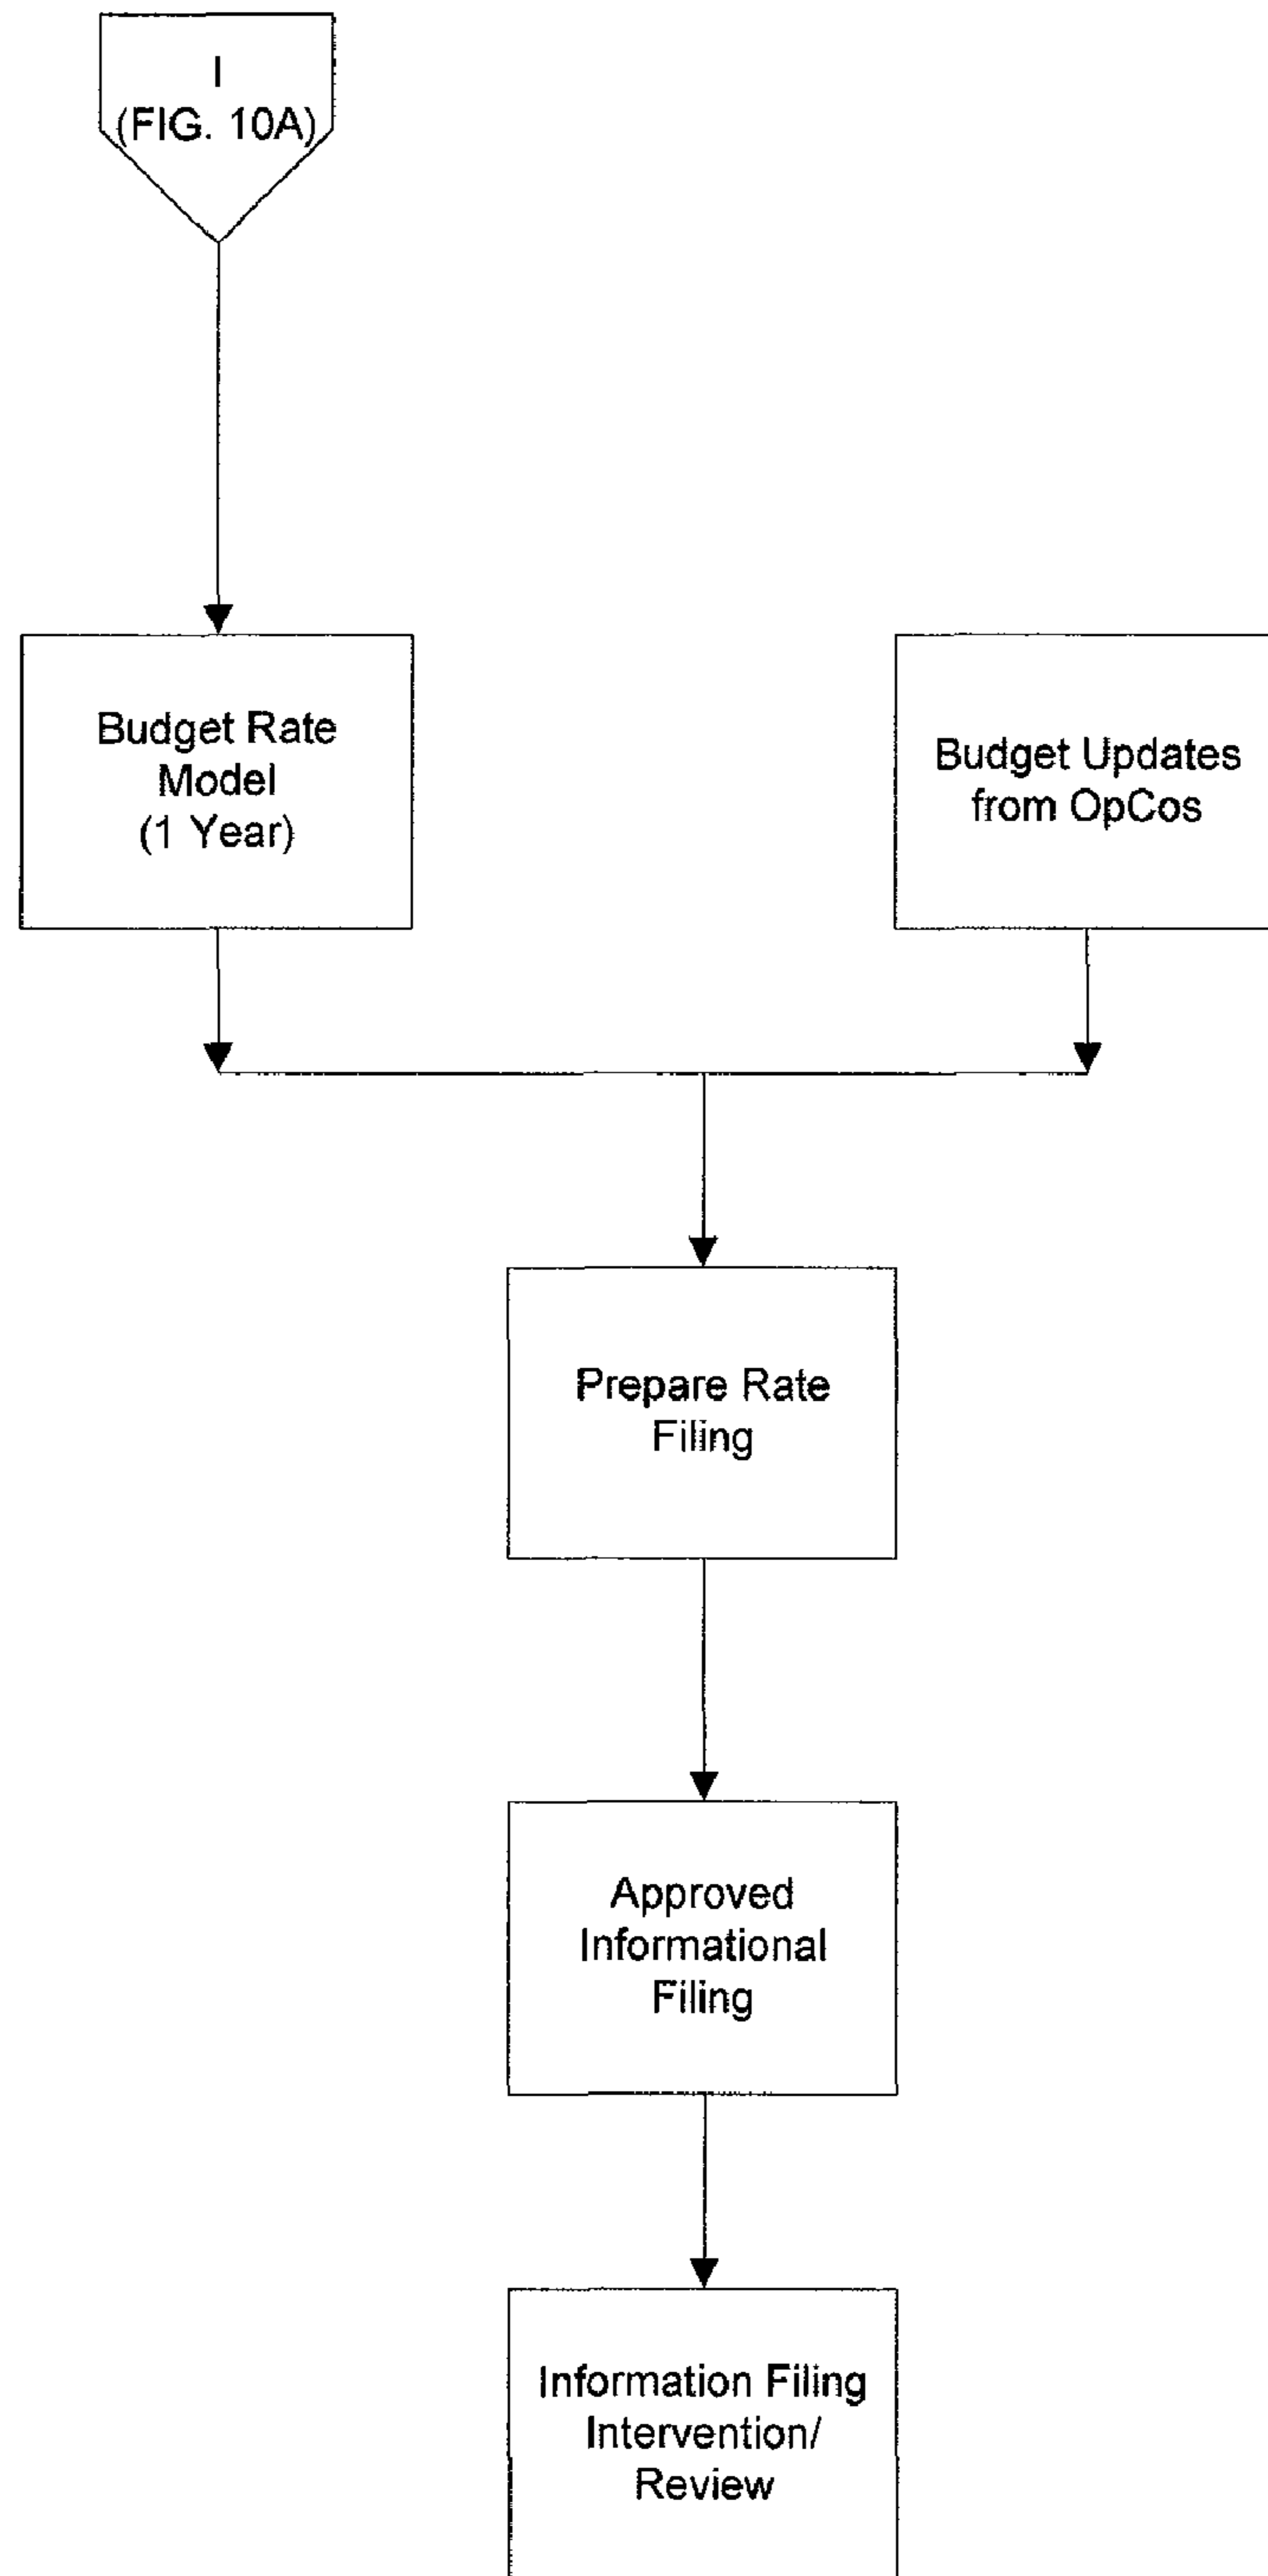 I
(FIG. 10A)
Budget Rate
Model
(1 Year)
Budget Updates
from OpCos
Prepare Rate
Filing
Approved
Informational
Filing
Information Filing
Intervention/
Review